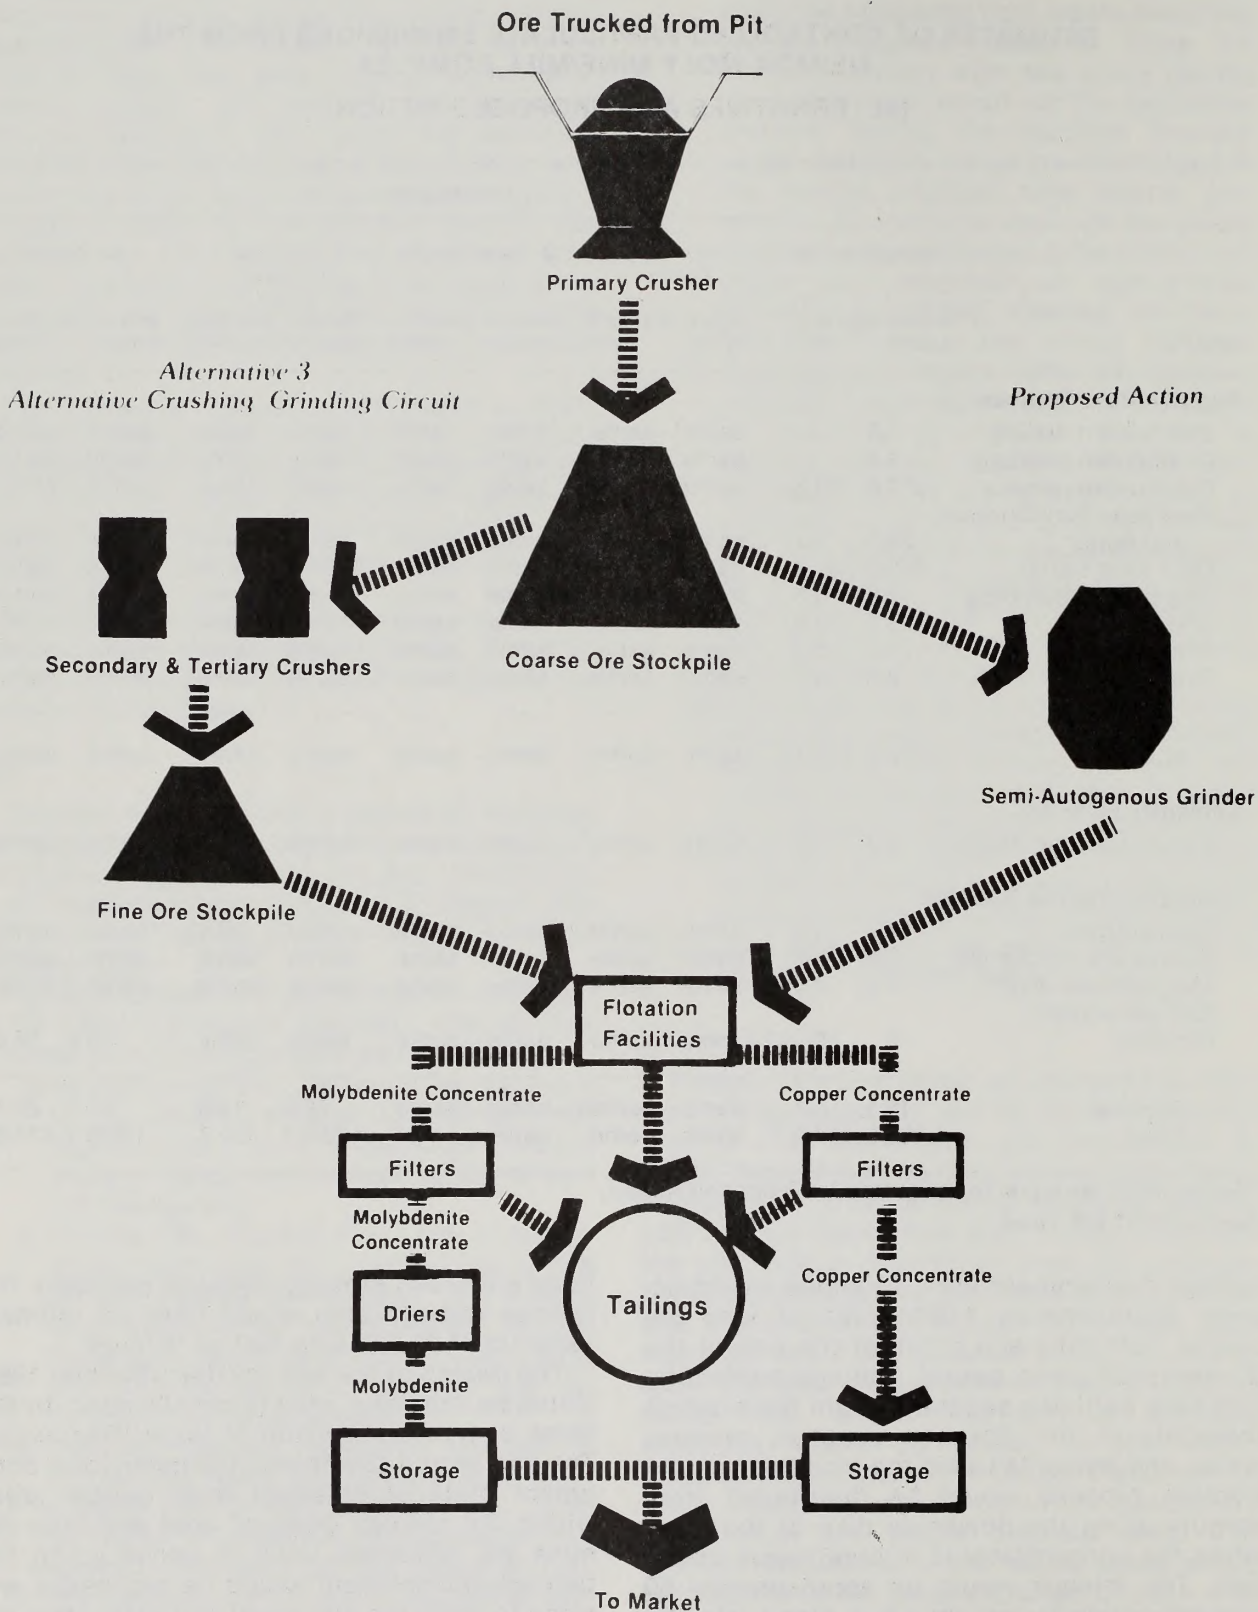 Ore Trucked from Pit
Primary Crusher
Alternative 3
Alternative Crushing Grinding Circuit
Proposed Action
Secondary & Tertiary Crushers
Coarse Ore Stockpile
Semi-Autogenous Grinder
Fine Ore Stockpile
Flotation
Facilities
Molybdenite Concentrate
Copper Concentrate
Filters
Filters
Molybdenite
Concentrate
Copper Concentrate
Driers
Tailings
Molybdenite
Storage
Storage
To Market